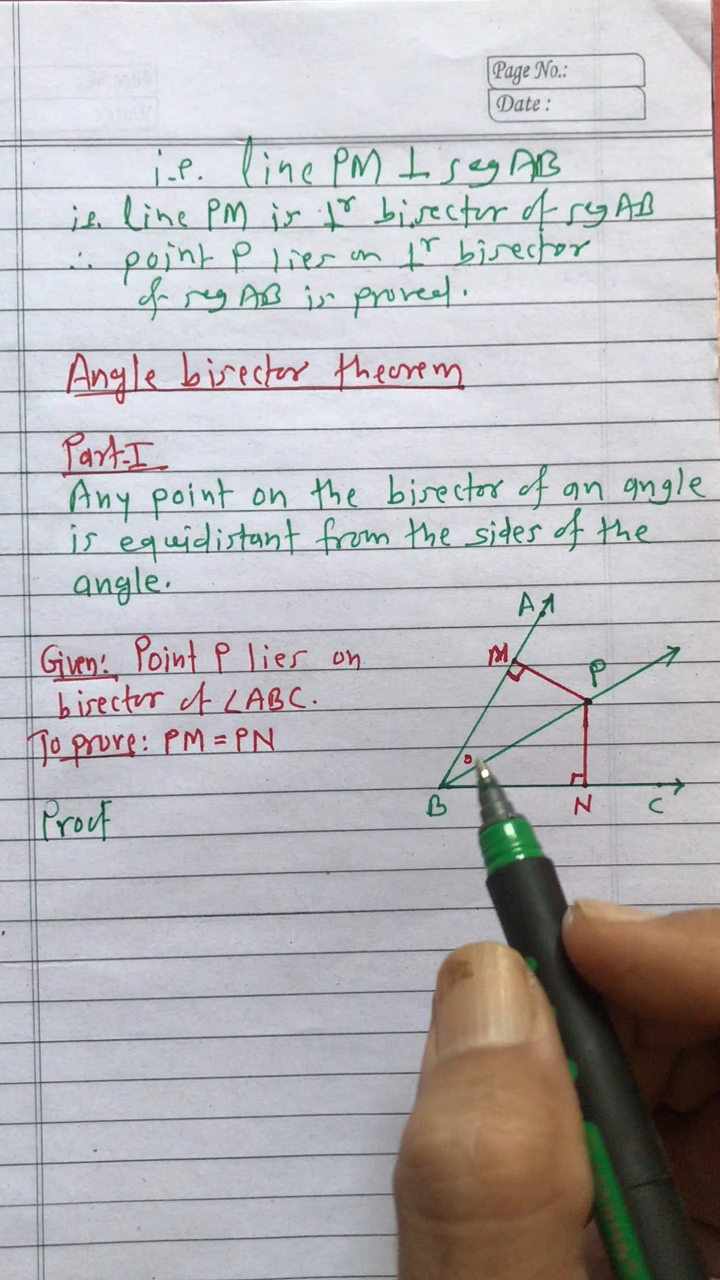 Page No.:
Date :
i.e. line PM ⊥ seg AB
i.e. line PM is ⊥r bisector of seg AB
∴ point P lies on ⊥r bisector
of seg AB is proved.
Angle bisector theorem
Part-I
Any point on the bisector of an angle
is equidistant from the sides of the
angle.
Given: Point P lies on
bisector of ∠ABC.
To prove: PM = PN
Proof
A
M
P
B
N
C